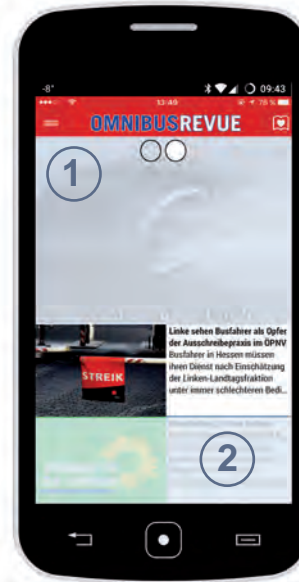 -8° 09:43
13:49 75 %
OMNIBUSREVUE
1
STREIK
Linke sehen Busfahrer als Opfer
der Ausschreibepraxis im ÖPNV
Busfahrer in Hessen müssen
ihren Dienst nach Einschätzung
der Linken-Landtagsfraktion
unter immer schlechteren Bedi...
2